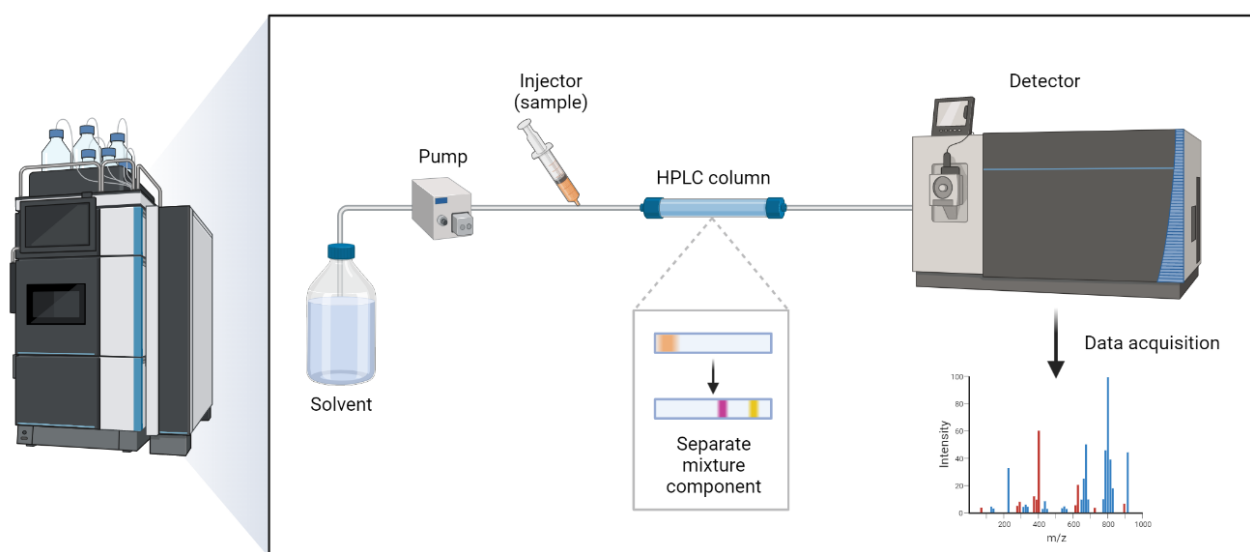 Injector
(sample)
Detector
Pump
HPLC column
Solvent
Separate
mixture
component
Data acquisition
Intensity
100
80
60
40
20
0
200
400
600
800
1000
m/z